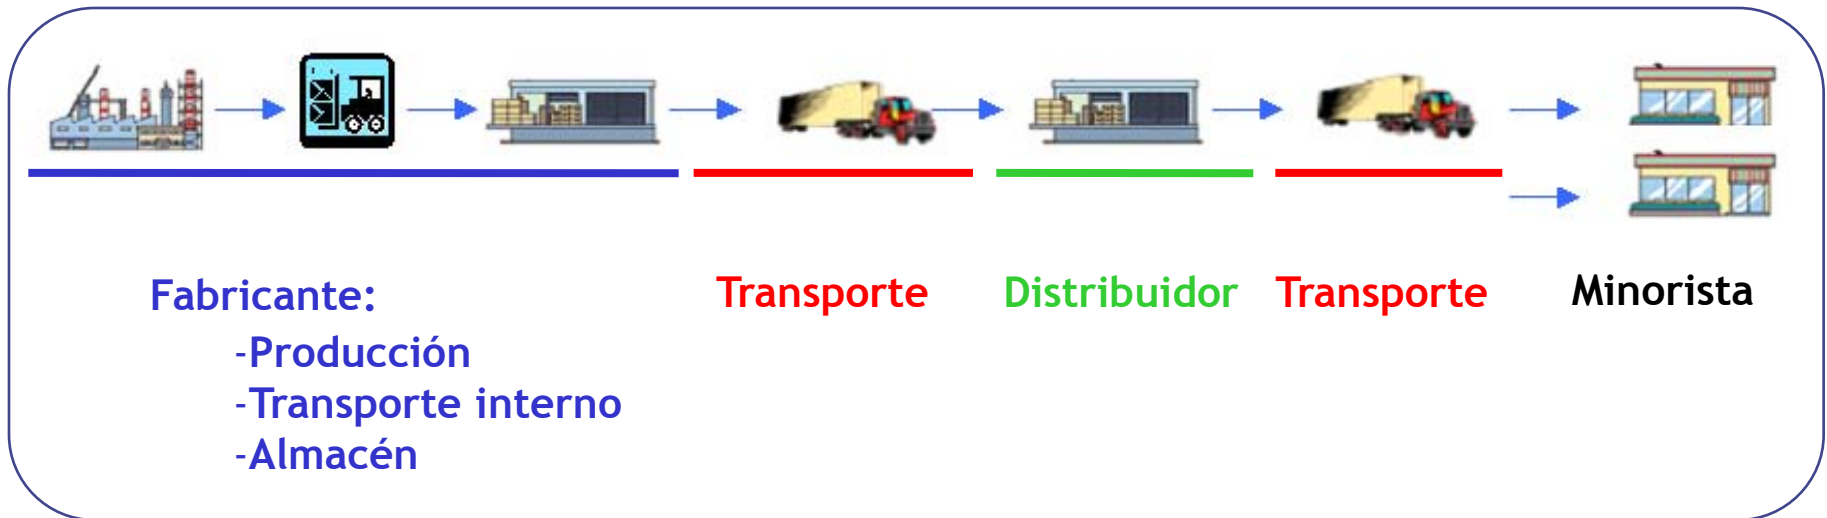 Fabricante:
-Producción
-Transporte interno
-Almacén
Transporte
Distribuidor
Transporte
Minorista